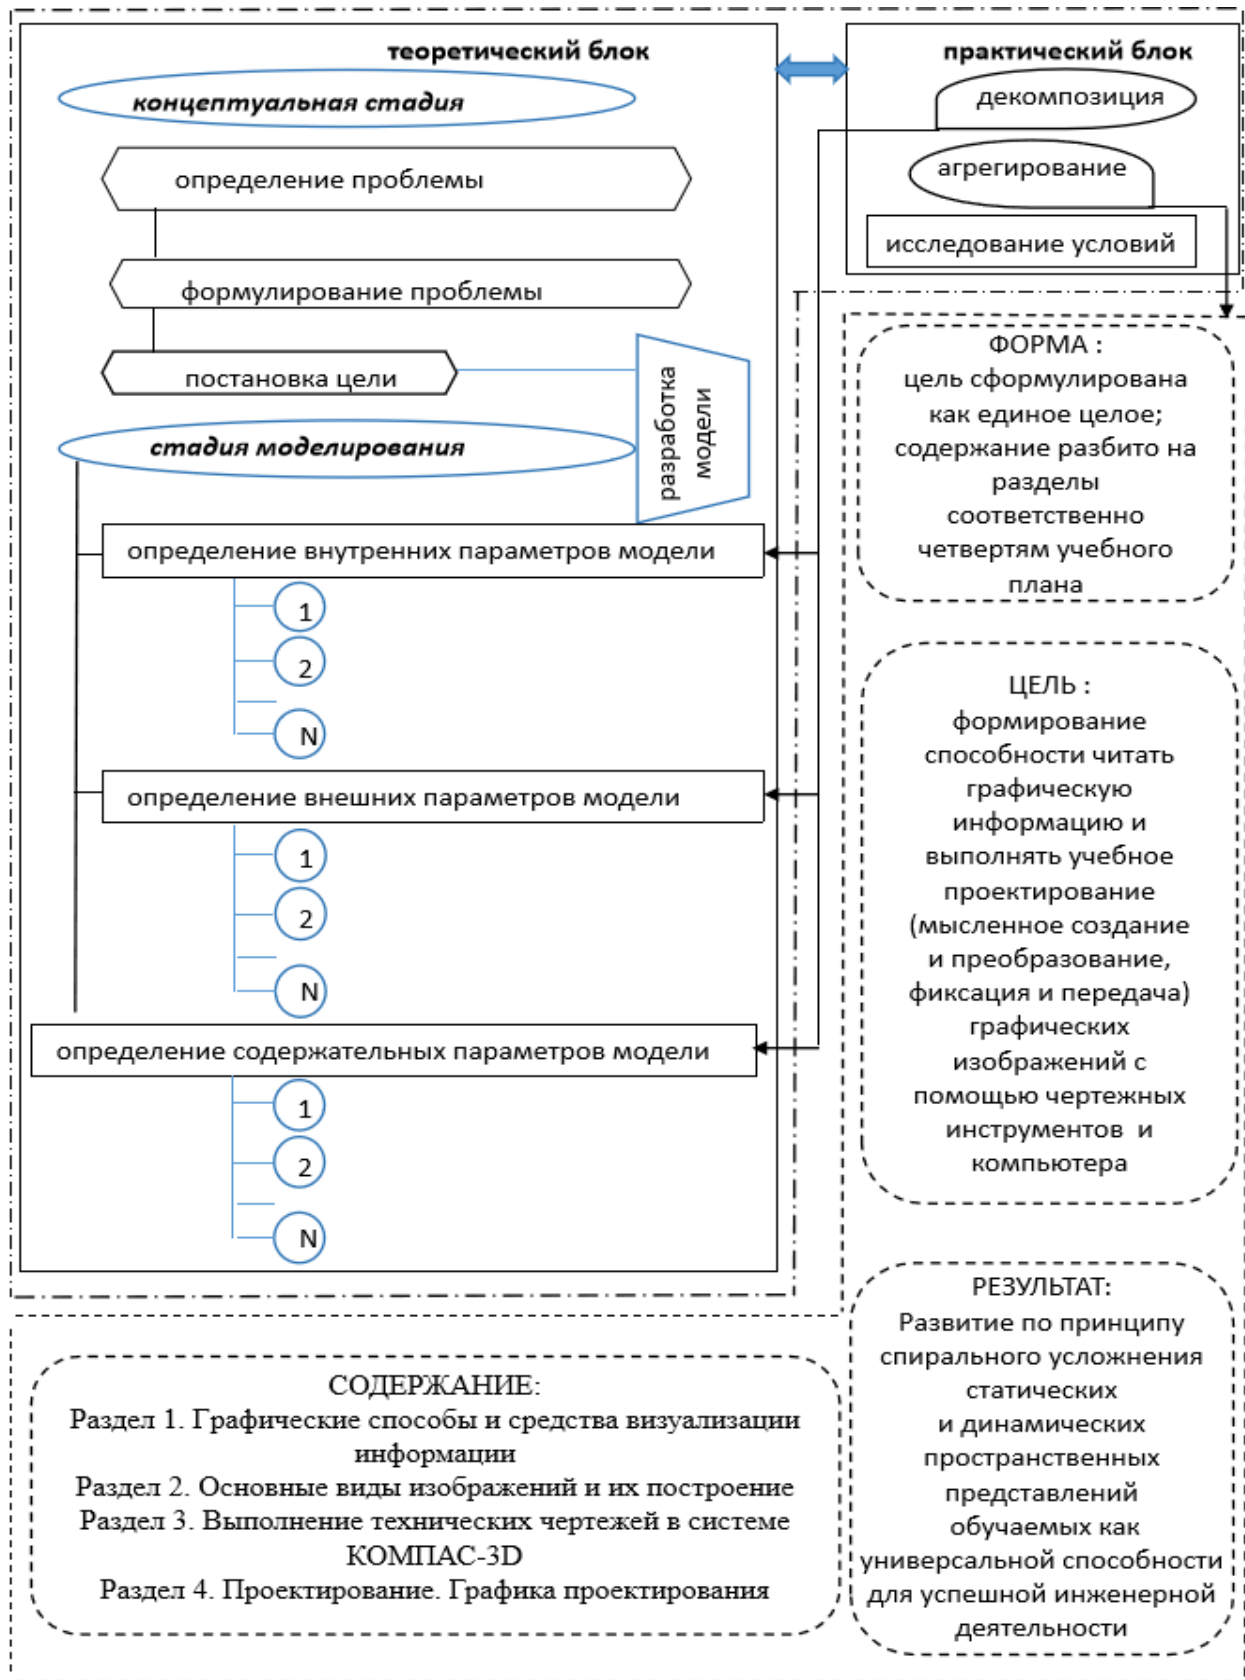 теоретический блок
концептуальная стадия
определение проблемы
формулирование проблемы
постановка цели
разработка
модели
стадия моделирования
определение внутренних параметров модели
1
2
N
определение внешних параметров модели
1
2
N
определение содержательных параметров модели
1
2
N
практический блок
декомпозиция
агрегирование
исследование условий
ФОРМА :
цель сформулирована
как единое целое;
содержание разбито на
разделы
соответственно
четвертям учебного
плана
ЦЕЛЬ :
формирование
способности читать
графическую
информацию и
выполнять учебное
проектирование
(мысленное создание
и преобразование,
фиксация и передача)
графических
изображений с
помощью чертежных
инструментов и
компьютера
РЕЗУЛЬТАТ:
Развитие по принципу
спирального усложнения
статических
и динамических
пространственных
представлений
обучаемых как
универсальной способности
для успешной инженерной
деятельности
СОДЕРЖАНИЕ:
Раздел 1. Графические способы и средства визуализации
информации
Раздел 2. Основные виды изображений и их построение
Раздел 3. Выполнение технических чертежей в системе
КОМПАС-3D
Раздел 4. Проектирование. Графика проектирования